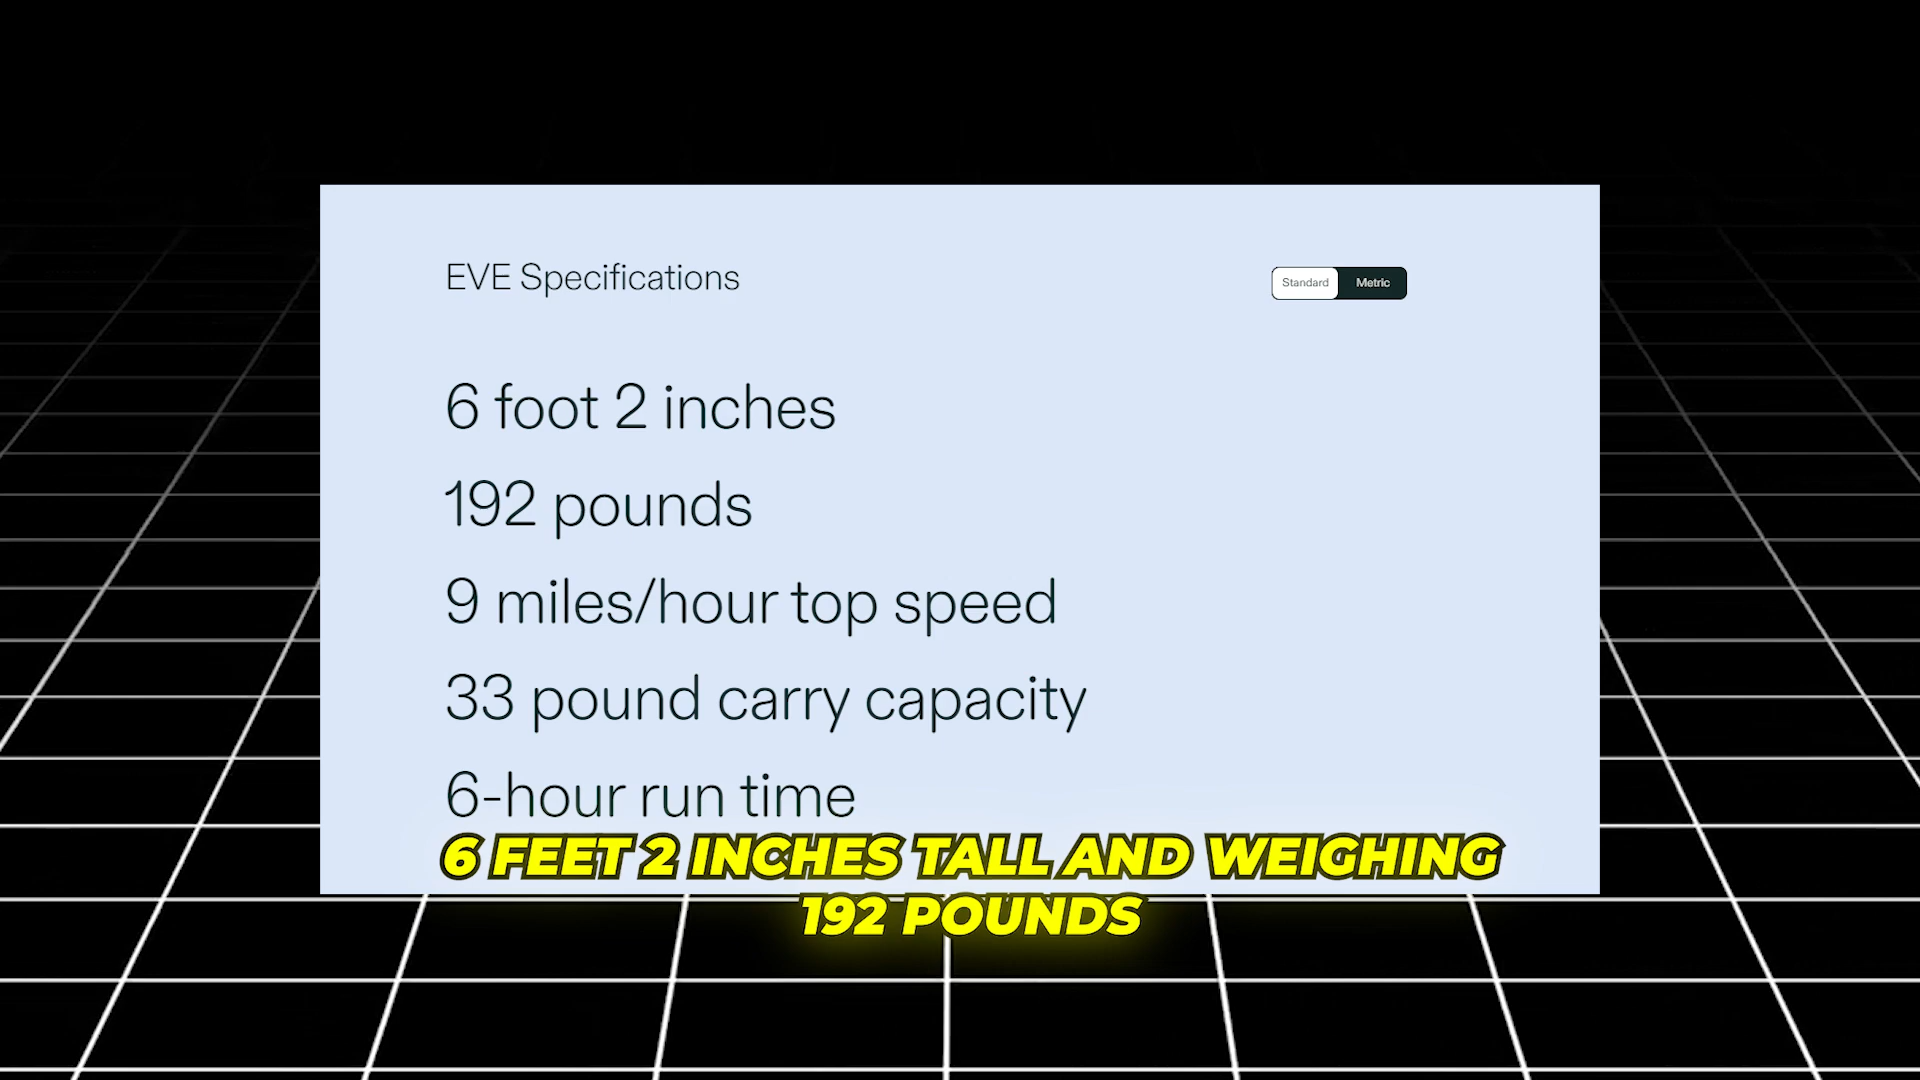 EVE Specifications
Standard Metric
6 foot 2 inches
192 pounds
9 miles/hour top speed
33 pound carry capacity
6-hour run time
6 FEET 2 INCHES TALL AND WEIGHING
192 POUNDS